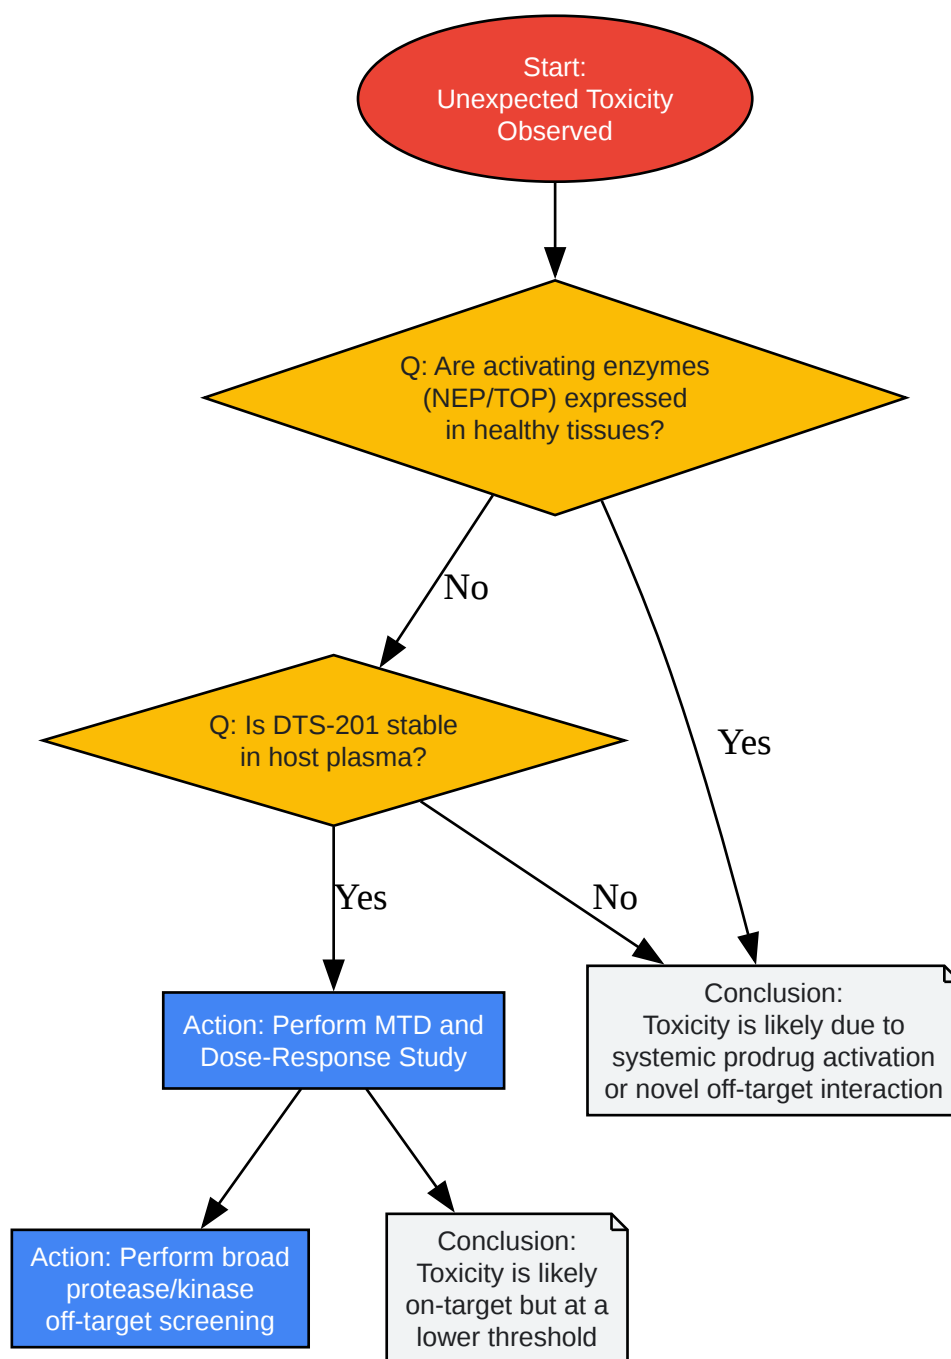 Start:
Unexpected Toxicity
Observed
Q: Are activating enzymes
(NEP/TOP) expressed
in healthy tissues?
No
Yes
Q: Is DTS-201 stable
in host plasma?
Yes
No
Action: Perform MTD and
Dose-Response Study
Conclusion:
Toxicity is likely due to
systemic prodrug activation
or novel off-target interaction
Action: Perform broad
protease/kinase
off-target screening
Conclusion:
Toxicity is likely
on-target but at a
lower threshold